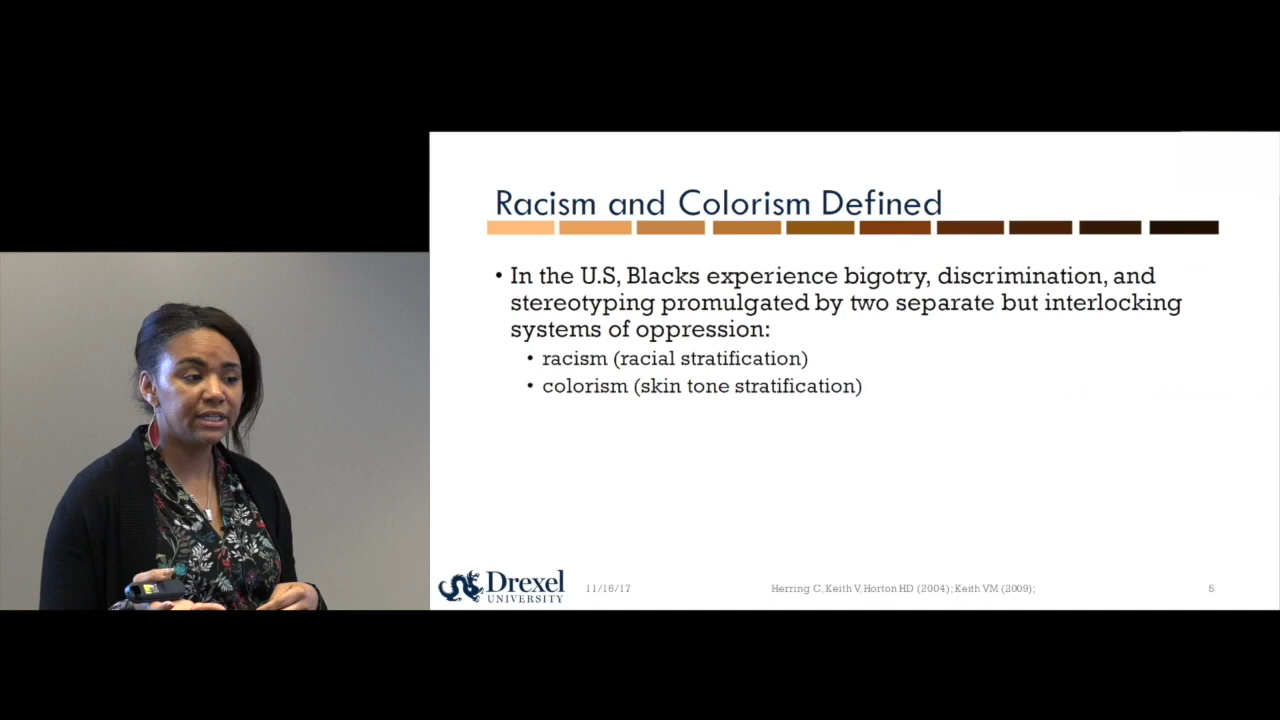 Racism and Colorism Defined
• In the U.S, Blacks experience bigotry, discrimination, and
stereotyping promulgated by two separate but interlocking
systems of oppression:
• racism (racial stratification)
• colorism (skin tone stratification)
Drexel
UNIVERSITY
11/16/17
Herring C, Keith V, Horton HD (2004); Keith VM (2009);
5